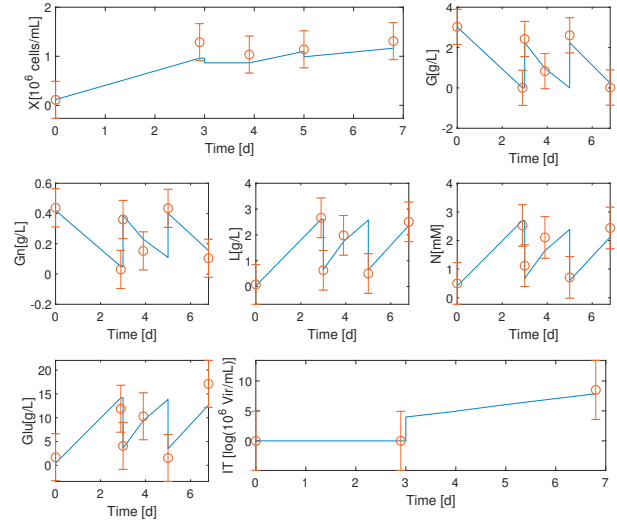 X[10^6 cells/mL]
2
1
0
0 1 2 3 4 5 6 7
Time [d]
G[g/L]
4
2
0
-2
0 2 4 6
Time [d]
Gn[g/L]
0.6
0.4
0.2
0
-0.2
0 2 4 6
Time [d]
L[g/L]
4
2
0
0 2 4 6
Time [d]
N[mM]
4
3
2
1
0
0 2 4 6
Time [d]
Glu[g/L]
20
15
10
5
0
0 2 4 6
Time [d]
IT [log(10^6 Vir/mL)]
10
5
0
0 1 2 3 4 5 6 7
Time [d]